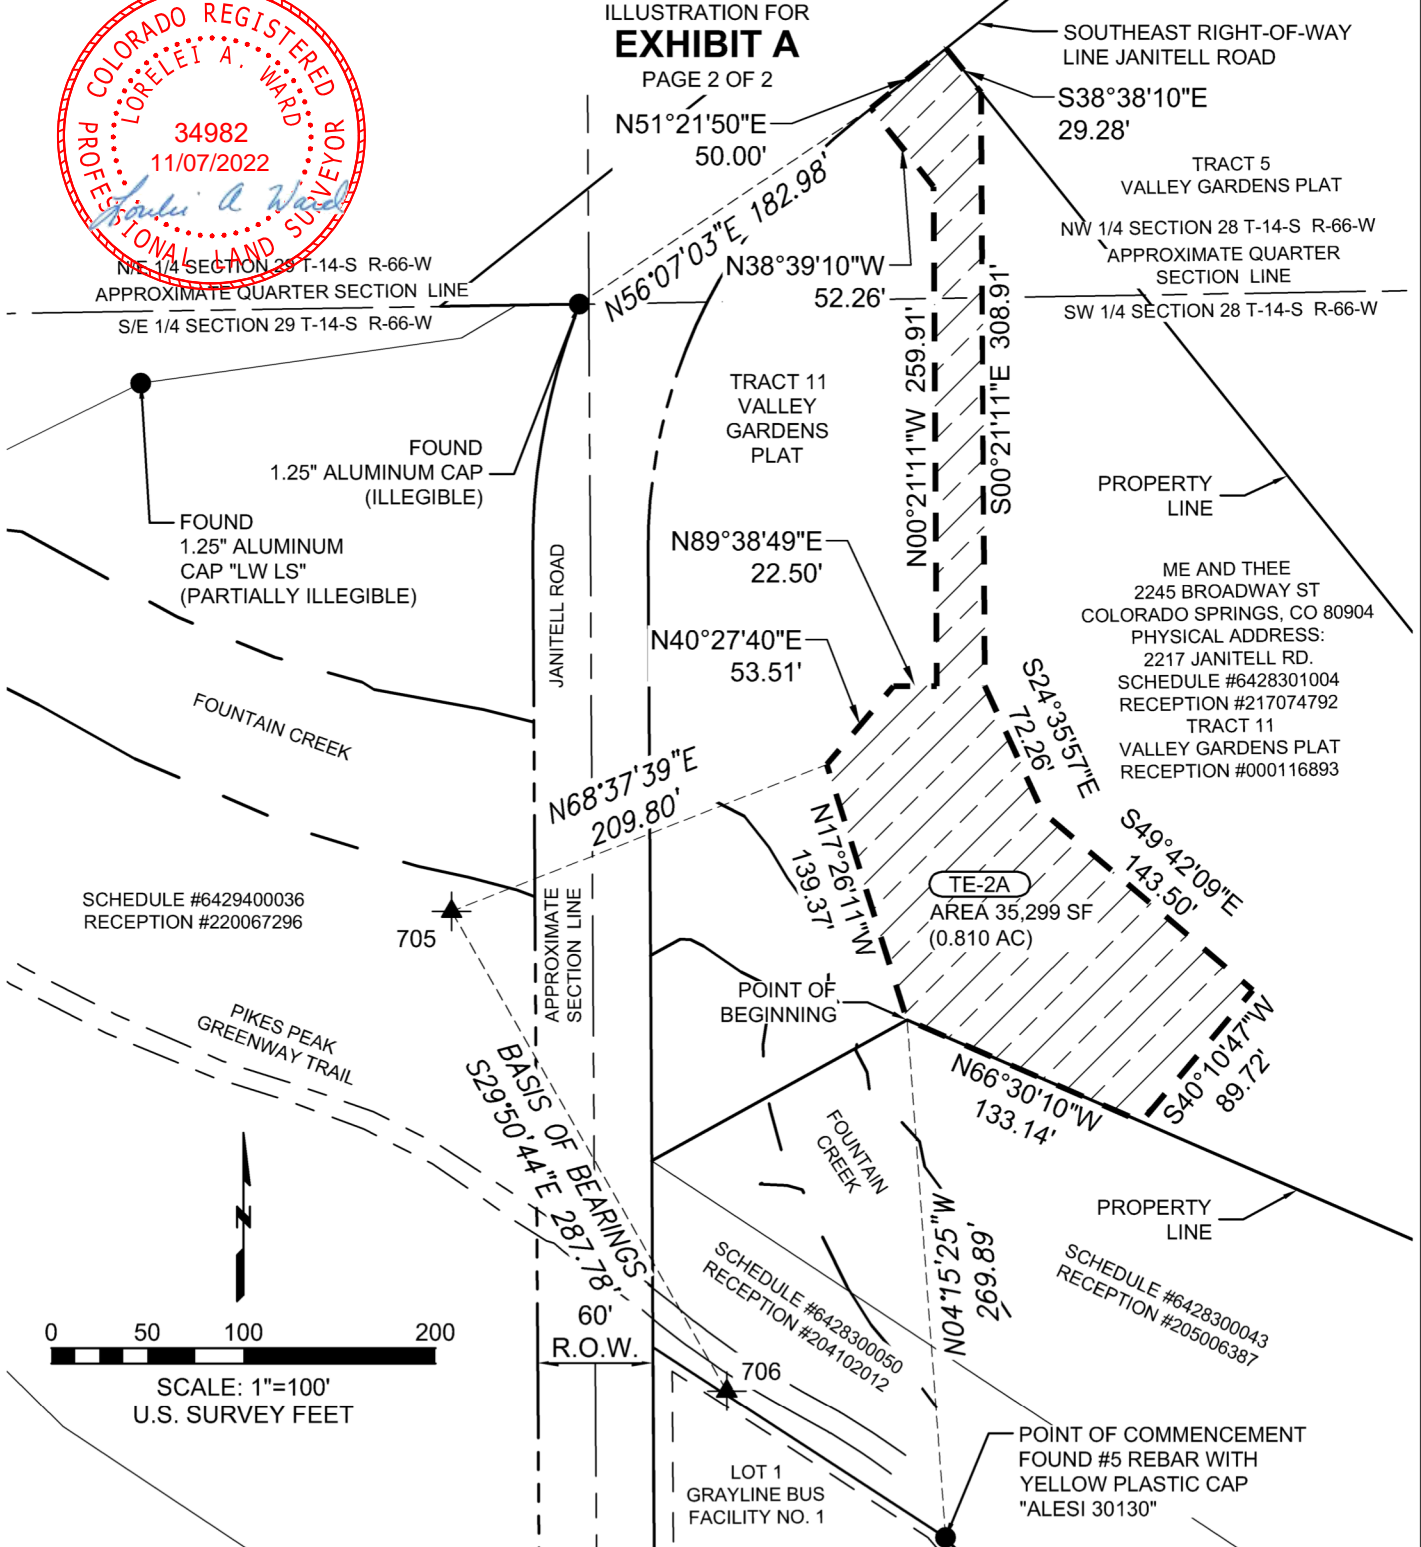 ILLUSTRATION FOR
EXHIBIT A
PAGE 2 OF 2
COLORADO REGISTERED
PROFESSIONAL LAND SURVEYOR
LORELEI A. WARD
34982
11/07/2022
Lorelei A Ward
SOUTHEAST RIGHT-OF-WAY
LINE JANITELL ROAD
N51°21'50"E
50.00'
S38°38'10"E
29.28'
TRACT 5
VALLEY GARDENS PLAT
N56°07'03"E 182.98'
NW 1/4 SECTION 28 T-14-S R-66-W
APPROXIMATE QUARTER
SECTION LINE
SW 1/4 SECTION 28 T-14-S R-66-W
N/E 1/4 SECTION 29 T-14-S R-66-W
APPROXIMATE QUARTER SECTION LINE
S/E 1/4 SECTION 29 T-14-S R-66-W
N38°39'10"W
52.26'
N00°21'11"W 259.91'
S00°21'11"E 308.91'
TRACT 11
VALLEY
GARDENS
PLAT
FOUND
1.25" ALUMINUM CAP
(ILLEGIBLE)
FOUND
1.25" ALUMINUM
CAP "LW LS"
(PARTIALLY ILLEGIBLE)
PROPERTY
LINE
JANITELL ROAD
N89°38'49"E
22.50'
N40°27'40"E
53.51'
ME AND THEE
2245 BROADWAY ST
COLORADO SPRINGS, CO 80904
PHYSICAL ADDRESS:
2217 JANITELL RD.
SCHEDULE #6428301004
RECEPTION #217074792
TRACT 11
VALLEY GARDENS PLAT
RECEPTION #000116893
FOUNTAIN CREEK
S24°35'57"E
72.26'
N68°37'39"E
209.80'
N17°26'11"W
139.37'
S49°42'09"E
143.50'
TE-2A
AREA 35,299 SF
(0.810 AC)
SCHEDULE #6429400036
RECEPTION #220067296
705
APPROXIMATE
SECTION LINE
POINT OF
BEGINNING
PIKES PEAK
GREENWAY TRAIL
BASIS OF BEARINGS
S29°50'44"E 287.78'
N66°30'10"W
133.14'
S40°10'47"W
89.72'
FOUNTAIN
CREEK
N04°15'25"W
269.89'
PROPERTY
LINE
SCHEDULE #6428300050
RECEPTION #204102012
SCHEDULE #6428300043
RECEPTION #205006387
N
0 50 100 200
SCALE: 1"=100'
U.S. SURVEY FEET
60'
R.O.W.
706
LOT 1
GRAYLINE BUS
FACILITY NO. 1
POINT OF COMMENCEMENT
FOUND #5 REBAR WITH
YELLOW PLASTIC CAP
"ALESI 30130"